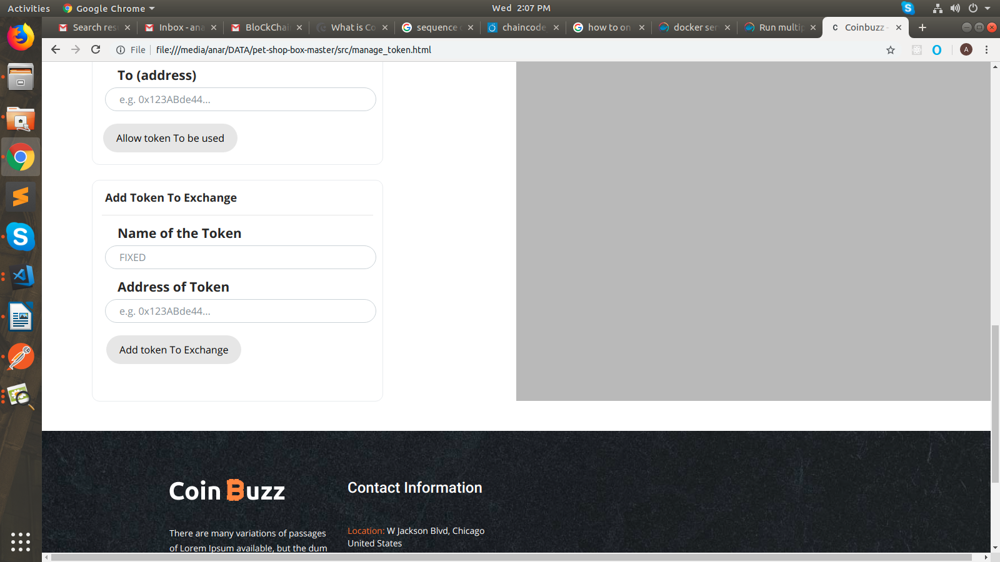 Activities Google Chrome Wed 2:07 PM
Search res Inbox - ana BloCkChai What is Co sequence chaincode how to on docker ser Run multip Coinbuzz -
File file:///media/anar/DATA/pet-shop-box-master/src/manage_token.html A
To (address)
e.g. 0x123ABde44...
Allow token To be used
Add Token To Exchange
Name of the Token
FIXED
Address of Token
e.g. 0x123ABde44...
Add token To Exchange
Coin Buzz
Contact Information
There are many variations of passages
of Lorem Ipsum available, but the dum
Location: W Jackson Blvd, Chicago
United States